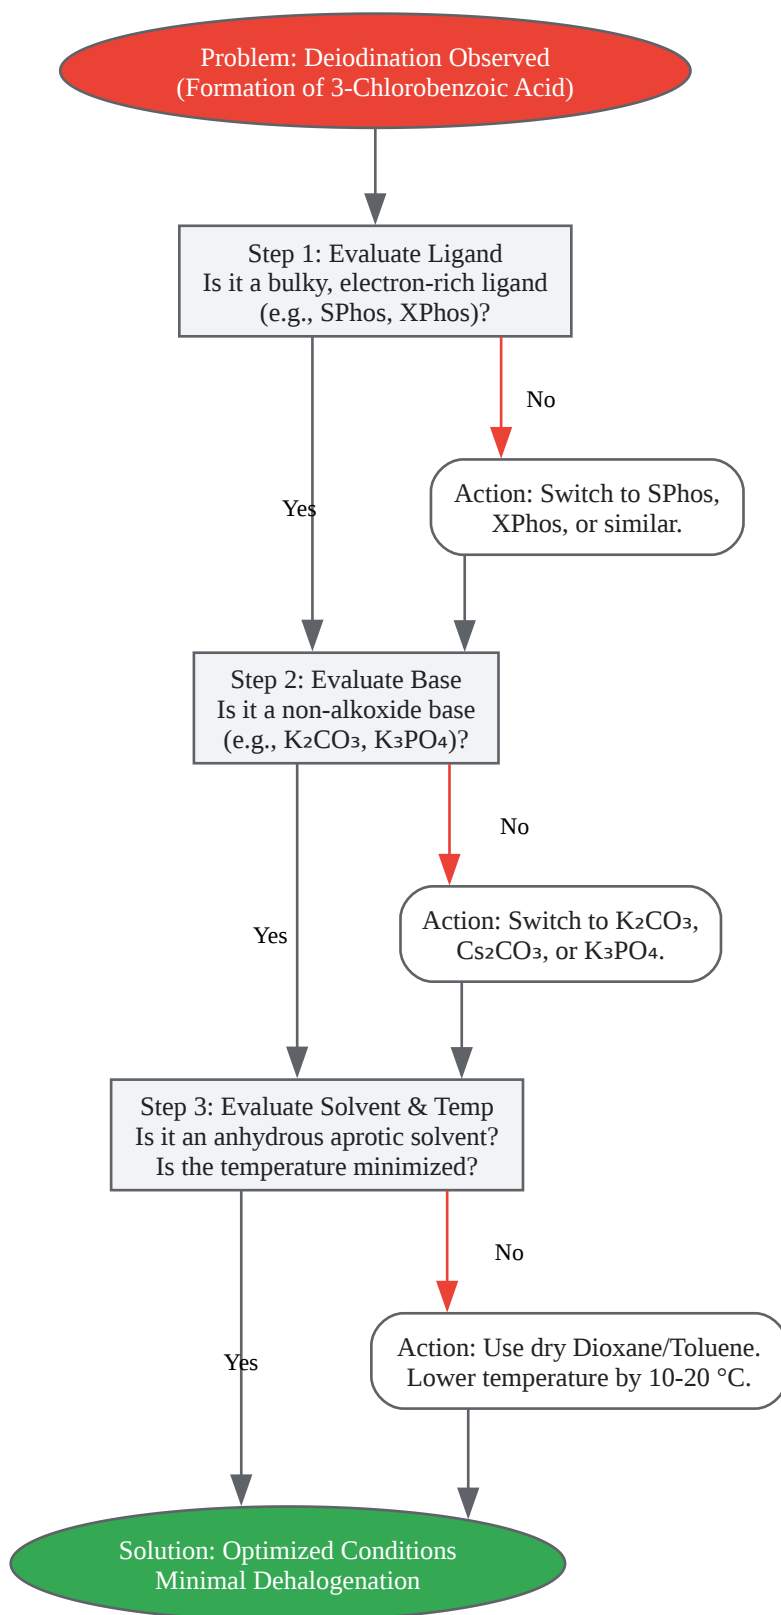 Problem: Deiodination Observed
(Formation of 3-Chlorobenzoic Acid)
Step 1: Evaluate Ligand
Is it a bulky, electron-rich ligand
(e.g., SPhos, XPhos)?
No
Action: Switch to SPhos,
XPhos, or similar.
Yes
Step 2: Evaluate Base
Is it a non-alkoxide base
(e.g., K₂CO₃, K₃PO₄)?
No
Action: Switch to K₂CO₃,
Cs₂CO₃, or K₃PO₄.
Yes
Step 3: Evaluate Solvent & Temp
Is it an anhydrous aprotic solvent?
Is the temperature minimized?
No
Action: Use dry Dioxane/Toluene.
Lower temperature by 10-20 °C.
Yes
Solution: Optimized Conditions
Minimal Dehalogenation